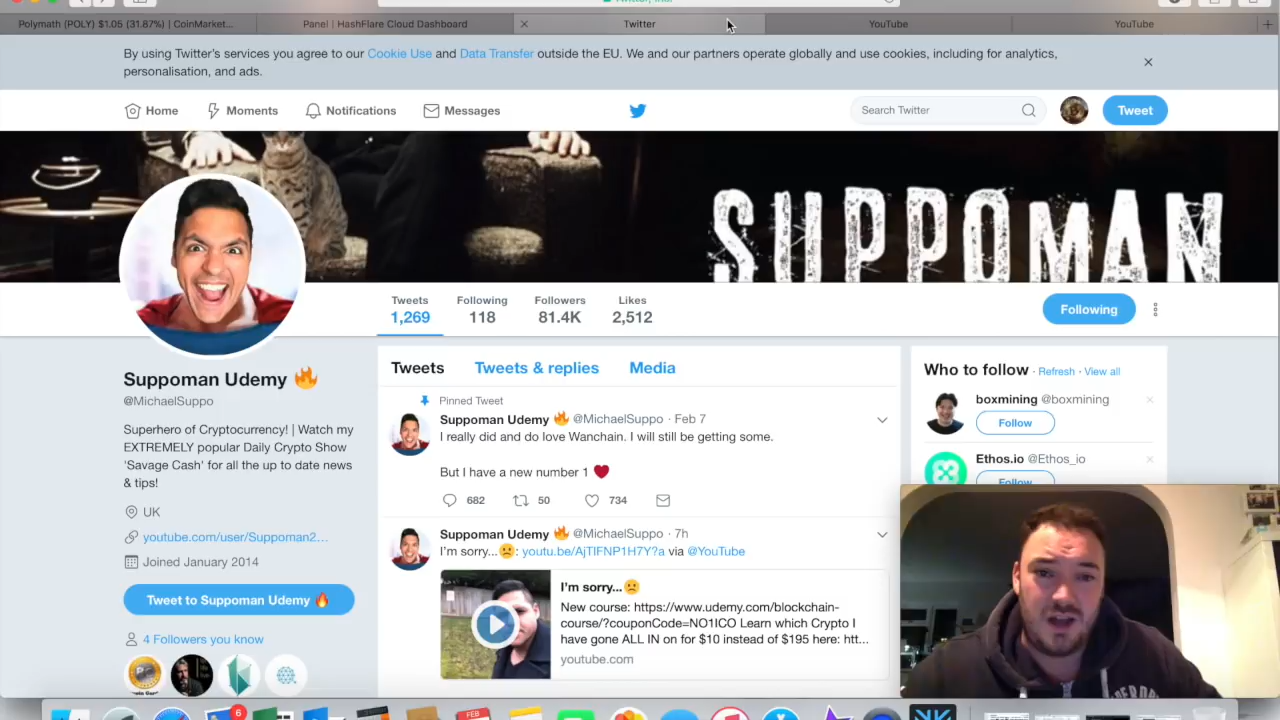 Polymath (POLY) $1.05 (31.87%) | CoinMarket...
Panel | HashFlare Cloud Dashboard
Twitter
YouTube
YouTube
By using Twitter's services you agree to our Cookie Use and Data Transfer outside the EU. We and our partners operate globally and use cookies, including for analytics,
personalisation, and ads.
Home
Moments
Notifications
Messages
Search Twitter
Tweet
SUPPOMAN
Tweets
1,269
Following
118
Followers
81.4K
Likes
2,512
Following
Suppoman Udemy 🔥
@MichaelSuppo
Superhero of Cryptocurrency! | Watch my
EXTREMELY popular Daily Crypto Show
'Savage Cash' for all the up to date news
& tips!
UK
youtube.com/user/Suppoman2...
Joined January 2014
Tweet to Suppoman Udemy 🔥
4 Followers you know
Tweets
Tweets & replies
Media
Pinned Tweet
Suppoman Udemy 🔥 @MichaelSuppo · Feb 7
I really did and do love Wanchain. I will still be getting some.
But I have a new number 1 ❤️
682
50
734
Suppoman Udemy 🔥 @MichaelSuppo · 7h
I'm sorry...🙁: youtu.be/AjTlFNP1H7Y?a via @YouTube
I'm sorry...🙁
New course: https://www.udemy.com/blockchain-
course/?couponCode=NO1ICO Learn which Crypto I
have gone ALL IN on for $10 instead of $195 here: htt...
youtube.com
Who to follow · Refresh · View all
boxmining @boxmining
Follow
Ethos.io @Ethos_io
Follow
6
FEB